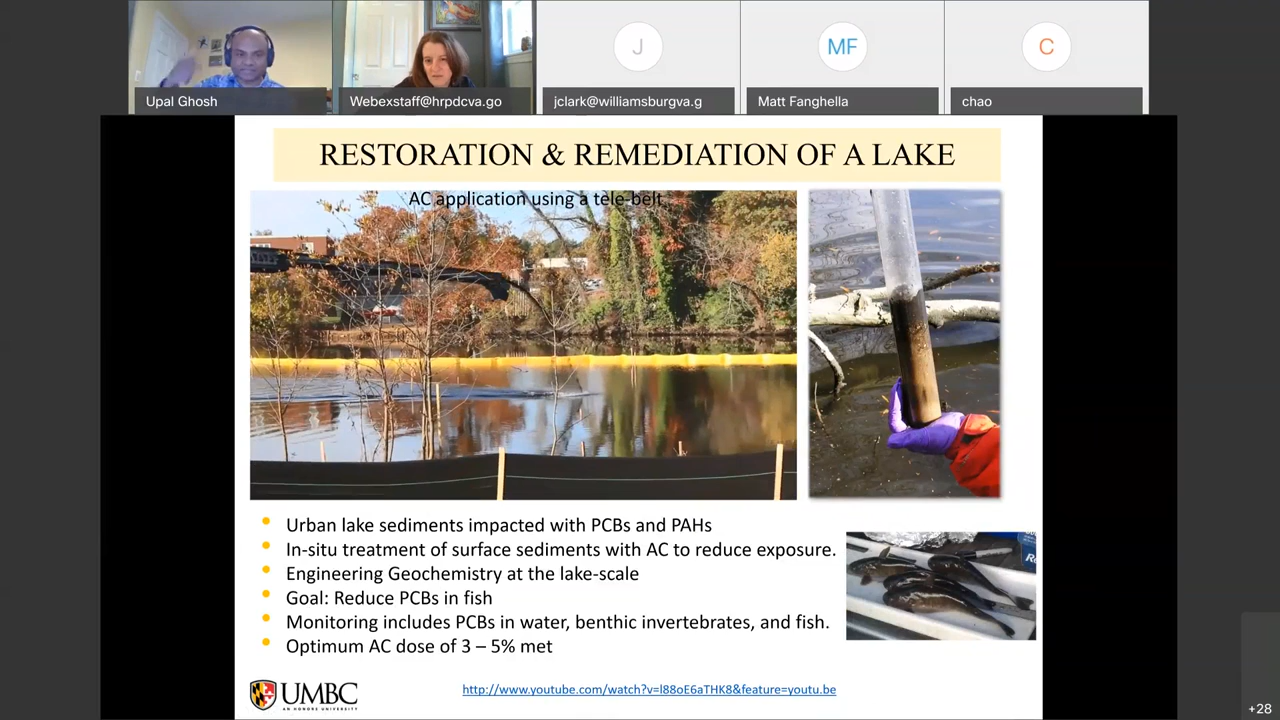 J
MF
C
Upal Ghosh
Webexstaff@hrpdcva.go
jclark@williamsburgva.g
Matt Fanghella
chao
RESTORATION & REMEDIATION OF A LAKE
AC application using a tele-belt
Urban lake sediments impacted with PCBs and PAHs
In-situ treatment of surface sediments with AC to reduce exposure.
Engineering Geochemistry at the lake-scale
Goal: Reduce PCBs in fish
Monitoring includes PCBs in water, benthic invertebrates, and fish.
Optimum AC dose of 3 – 5% met
UMBC
AN HONORS UNIVERSITY
http://www.youtube.com/watch?v=l88oE6aTHK8&feature=youtu.be
+28